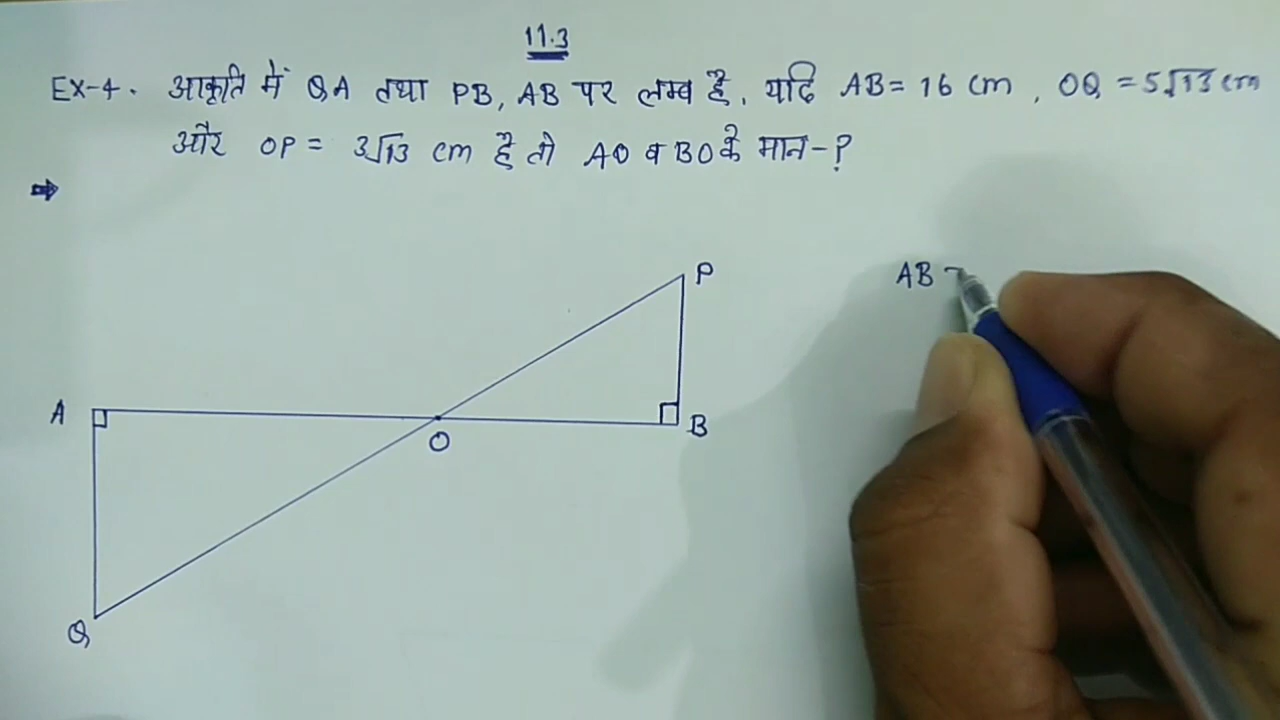 11.3
EX-4. आकृति में QA तथा PB, AB पर लम्ब है. यदि AB = 16 cm, OQ = 5√13 cm
और OP = 3√13 cm है तो AO व BO के मान-?
P
AB =
A
B
O
Q